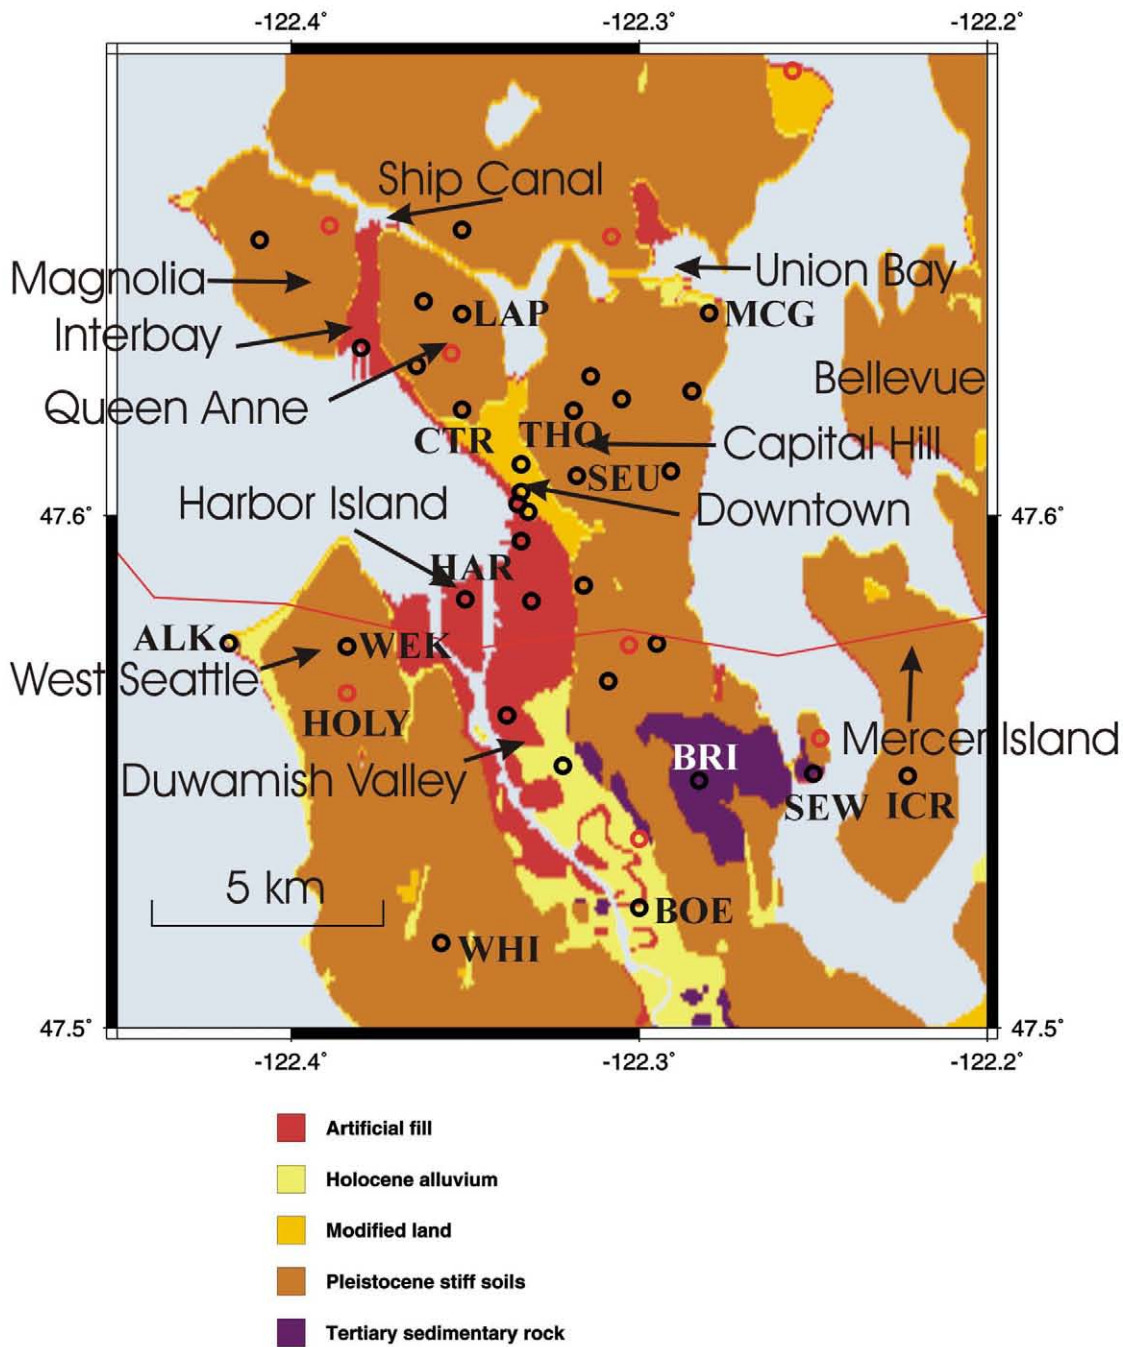 -122.4° -122.3° -122.2°
Ship Canal
Magnolia
Union Bay
LAP
MCG
Interbay
Bellevue
Queen Anne
CTR
THO
Capital Hill
SEU
Harbor Island
Downtown
47.6° 47.6°
HAR
ALK
WEK
West Seattle
HOLY
Mercer Island
BRI
Duwamish Valley
SEW
ICR
5 km
BOE
WHI
47.5° 47.5°
-122.4° -122.3° -122.2°
Artificial fill
Holocene alluvium
Modified land
Pleistocene stiff soils
Tertiary sedimentary rock